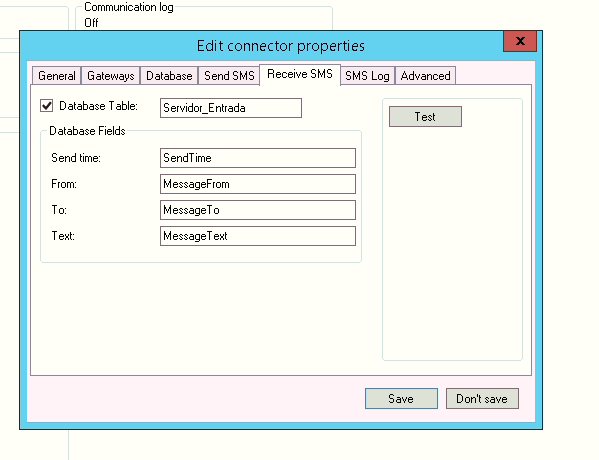 Communication log
Off
Edit connector properties
x
General Gateways Database Send SMS Receive SMS SMS Log Advanced
Database Table: Servidor_Entrada
Test
Database Fields
Send time: SendTime
From: MessageFrom
To: MessageTo
Text: MessageText
Save Don't save